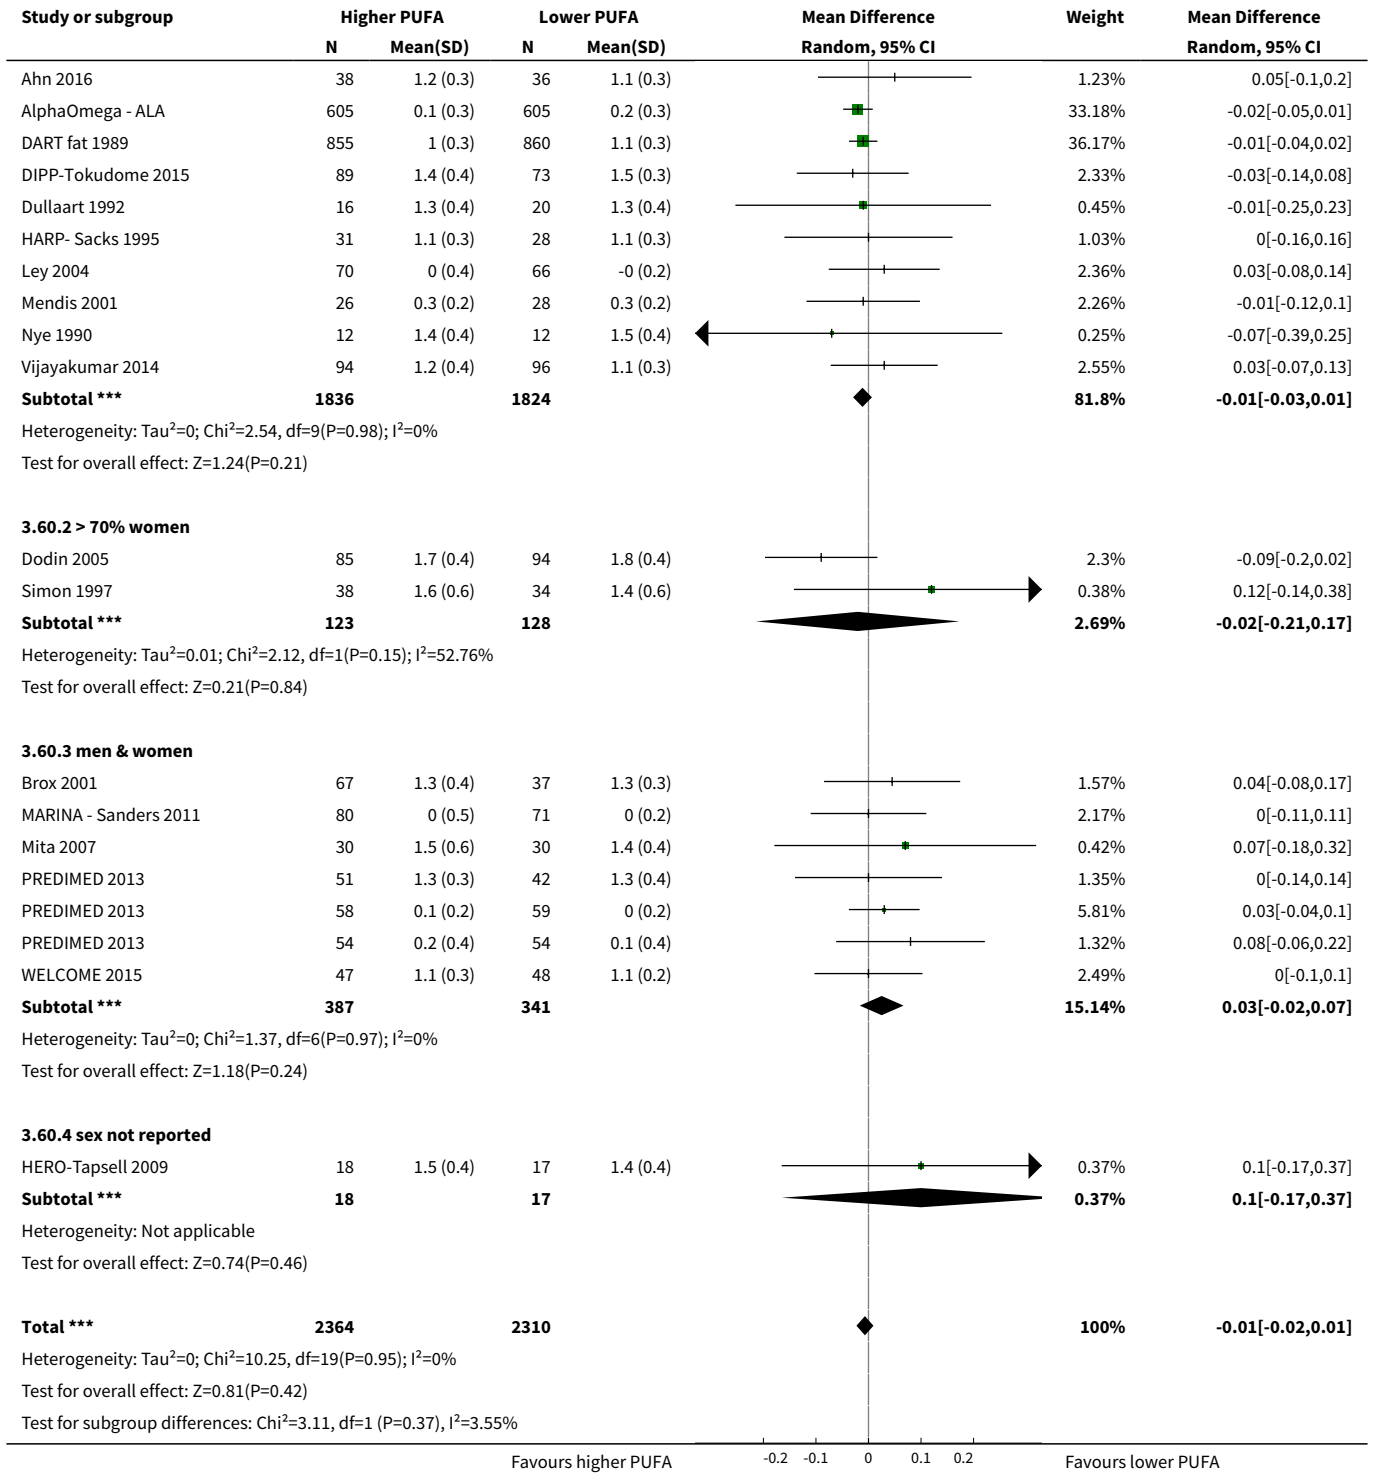 Study or subgroup Higher PUFA Lower PUFA Mean Difference Weight Mean Difference
N Mean(SD) N Mean(SD) Random, 95% CI Random, 95% CI
Ahn 2016 38 1.2 (0.3) 36 1.1 (0.3) 1.23% 0.05[-0.1,0.2]
AlphaOmega - ALA 605 0.1 (0.3) 605 0.2 (0.3) 33.18% -0.02[-0.05,0.01]
DART fat 1989 855 1 (0.3) 860 1.1 (0.3) 36.17% -0.01[-0.04,0.02]
DIPP-Tokudome 2015 89 1.4 (0.4) 73 1.5 (0.3) 2.33% -0.03[-0.14,0.08]
Dullaart 1992 16 1.3 (0.4) 20 1.3 (0.4) 0.45% -0.01[-0.25,0.23]
HARP- Sacks 1995 31 1.1 (0.3) 28 1.1 (0.3) 1.03% 0[-0.16,0.16]
Ley 2004 70 0 (0.4) 66 -0 (0.2) 2.36% 0.03[-0.08,0.14]
Mendis 2001 26 0.3 (0.2) 28 0.3 (0.2) 2.26% -0.01[-0.12,0.1]
Nye 1990 12 1.4 (0.4) 12 1.5 (0.4) 0.25% -0.07[-0.39,0.25]
Vijayakumar 2014 94 1.2 (0.4) 96 1.1 (0.3) 2.55% 0.03[-0.07,0.13]
Subtotal *** 1836 1824 81.8% -0.01[-0.03,0.01]
Heterogeneity: Tau²=0; Chi²=2.54, df=9(P=0.98); I²=0%
Test for overall effect: Z=1.24(P=0.21)
3.60.2 > 70% women
Dodin 2005 85 1.7 (0.4) 94 1.8 (0.4) 2.3% -0.09[-0.2,0.02]
Simon 1997 38 1.6 (0.6) 34 1.4 (0.6) 0.38% 0.12[-0.14,0.38]
Subtotal *** 123 128 2.69% -0.02[-0.21,0.17]
Heterogeneity: Tau²=0.01; Chi²=2.12, df=1(P=0.15); I²=52.76%
Test for overall effect: Z=0.21(P=0.84)
3.60.3 men & women
Brox 2001 67 1.3 (0.4) 37 1.3 (0.3) 1.57% 0.04[-0.08,0.17]
MARINA - Sanders 2011 80 0 (0.5) 71 0 (0.2) 2.17% 0[-0.11,0.11]
Mita 2007 30 1.5 (0.6) 30 1.4 (0.4) 0.42% 0.07[-0.18,0.32]
PREDIMED 2013 51 1.3 (0.3) 42 1.3 (0.4) 1.35% 0[-0.14,0.14]
PREDIMED 2013 58 0.1 (0.2) 59 0 (0.2) 5.81% 0.03[-0.04,0.1]
PREDIMED 2013 54 0.2 (0.4) 54 0.1 (0.4) 1.32% 0.08[-0.06,0.22]
WELCOME 2015 47 1.1 (0.3) 48 1.1 (0.2) 2.49% 0[-0.1,0.1]
Subtotal *** 387 341 15.14% 0.03[-0.02,0.07]
Heterogeneity: Tau²=0; Chi²=1.37, df=6(P=0.97); I²=0%
Test for overall effect: Z=1.18(P=0.24)
3.60.4 sex not reported
HERO-Tapsell 2009 18 1.5 (0.4) 17 1.4 (0.4) 0.37% 0.1[-0.17,0.37]
Subtotal *** 18 17 0.37% 0.1[-0.17,0.37]
Heterogeneity: Not applicable
Test for overall effect: Z=0.74(P=0.46)
Total *** 2364 2310 100% -0.01[-0.02,0.01]
Heterogeneity: Tau²=0; Chi²=10.25, df=19(P=0.95); I²=0%
Test for overall effect: Z=0.81(P=0.42)
Test for subgroup differences: Chi²=3.11, df=1 (P=0.37), I²=3.55%
Favours higher PUFA -0.2 -0.1 0 0.1 0.2 Favours lower PUFA